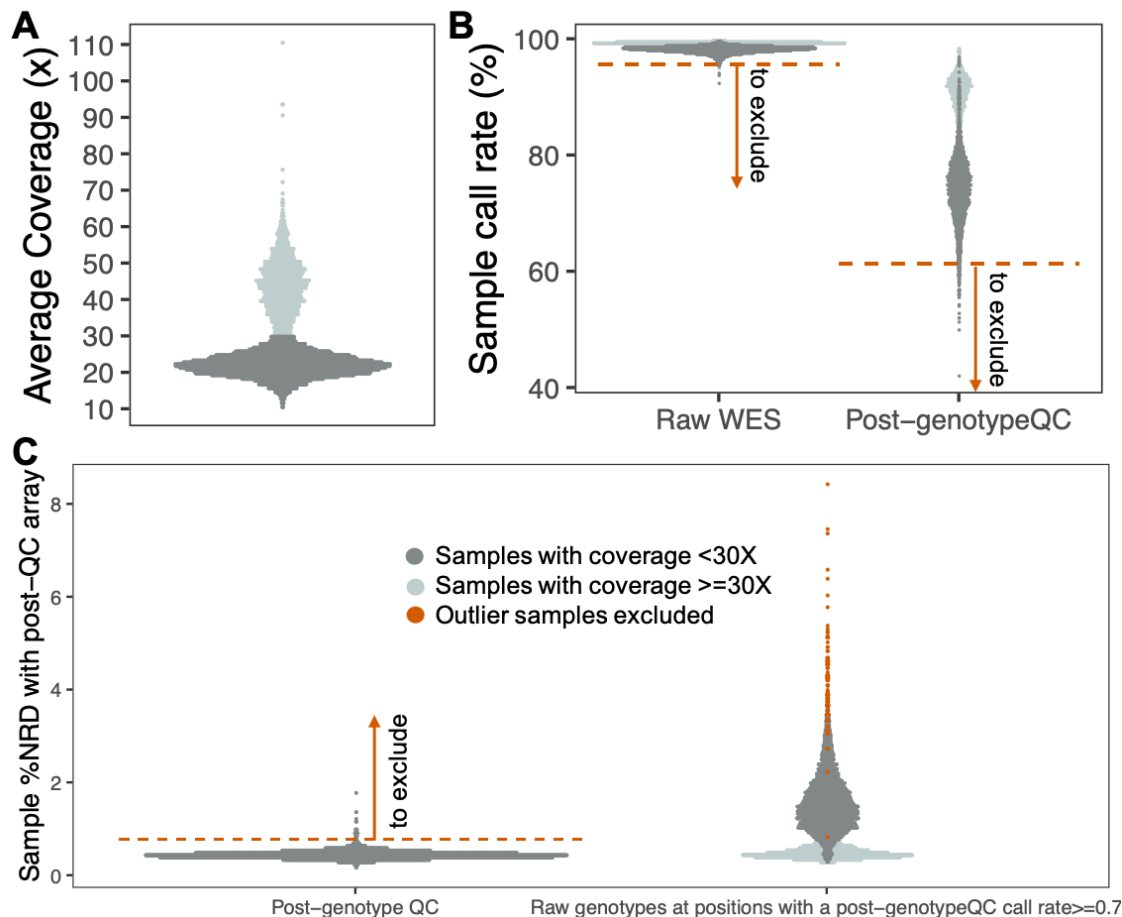 A
Average Coverage (x)
110
100
90
80
70
60
50
40
30
20
10
B
Sample call rate (%)
100
80
60
40
to exclude
to exclude
Raw WES
Post-genotypeQC
C
Sample %NRD with post-QC array
8
6
4
2
0
Samples with coverage <30X
Samples with coverage >=30X
Outlier samples excluded
to exclude
Post-genotype QC
Raw genotypes at positions with a post-genotypeQC call rate>=0.7